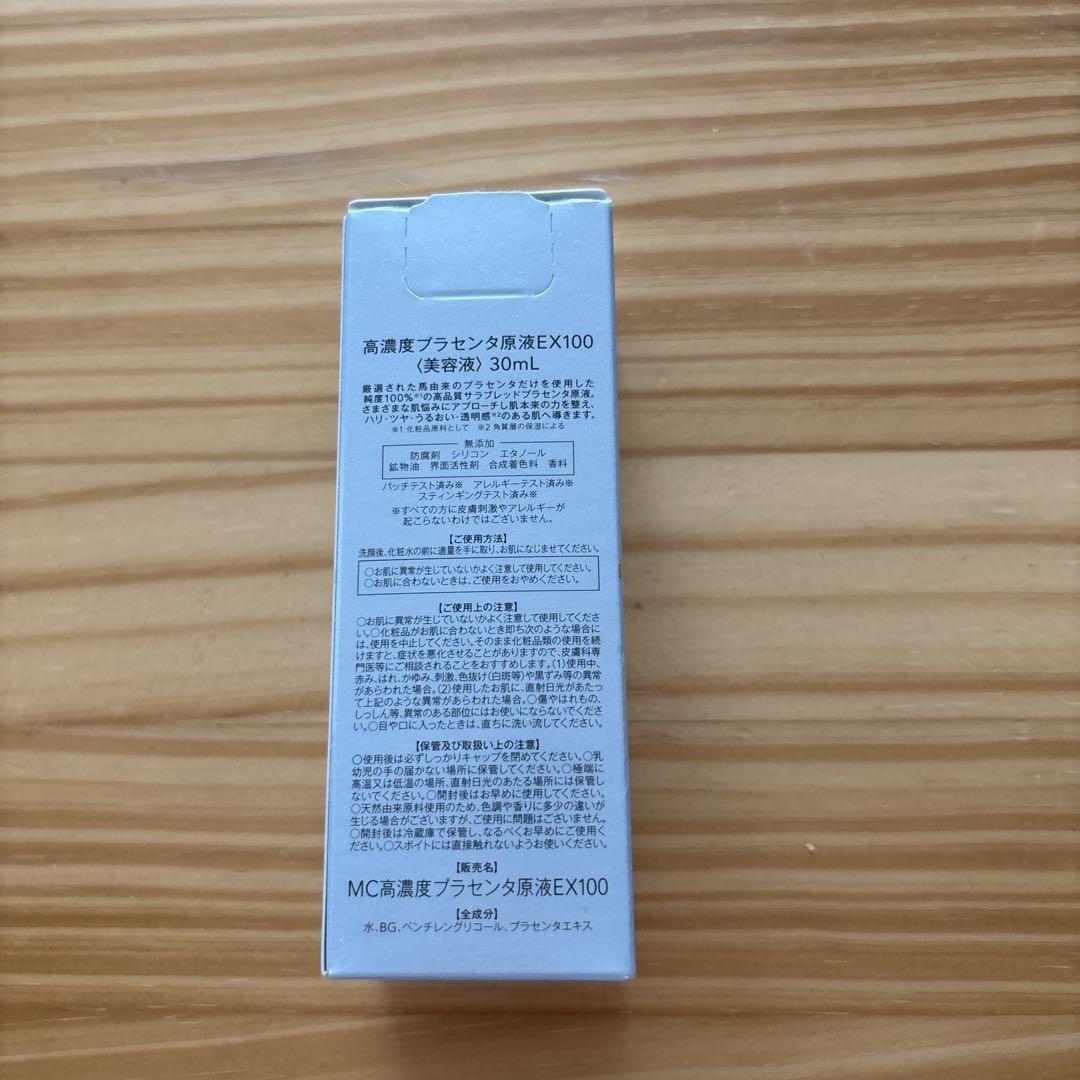 高濃度プラセンタ原液EX100
〈美容液〉30mL
厳選された馬由来のプラセンタだけを使用した
純度100%※1の高品質サラブレッドプラセンタ原液。
さまざまな肌悩みにアプローチし肌本来の力を整え、
ハリ・ツヤ・うるおい・透明感※2のある肌へ導きます。
※1 化粧品原料として ※2 角質層の保湿による
無添加
防腐剤 シリコン エタノール
鉱物油 界面活性剤 合成着色料 香料
パッチテスト済み※ アレルギーテスト済み※
スティンギングテスト済み※
※すべての方に皮膚刺激やアレルギーが
起こらないわけではございません。
【ご使用方法】
洗顔後、化粧水の前に適量を手に取り、お肌になじませてください。
○お肌に異常が生じていないかよく注意して使用してください。
○お肌に合わないときは、ご使用をおやめください。
【ご使用上の注意】
○お肌に異常が生じていないかよく注意して使用してくださ
い。○化粧品がお肌に合わないとき即ち次のような場合に
は、使用を中止してください。そのまま化粧品類の使用を続
けますと、症状を悪化させることがありますので、皮膚科専
門医等にご相談されることをおすすめします。(1)使用中、
赤み、はれ、かゆみ、刺激、色抜け(白斑等)や黒ずみ等の異常
があらわれた場合。(2)使用したお肌に、直射日光があたっ
て上記のような異常があらわれた場合。○傷やはれもの、
しっしん等、異常のある部位にはお使いにならないでくださ
い。○目や口に入ったときは、直ちに洗い流してください。
【保管及び取扱い上の注意】
○使用後は必ずしっかりキャップを閉めてください。○乳
幼児の手の届かない場所に保管してください。○極端に
高温又は低温の場所、直射日光のあたる場所には保管し
ないでください。○開封後はお早めに使用してください。
○天然由来原料使用のため、色調や香りに多少の違いが
生じる場合がございますが、ご使用に問題はございません。
○開封後は冷蔵庫で保管し、なるべくお早めにご使用く
ださい。○スポイトには直接触れないようお使いください。
【販売名】
MC高濃度プラセンタ原液EX100
【全成分】
水、BG、ペンチレングリコール、プラセンタエキス